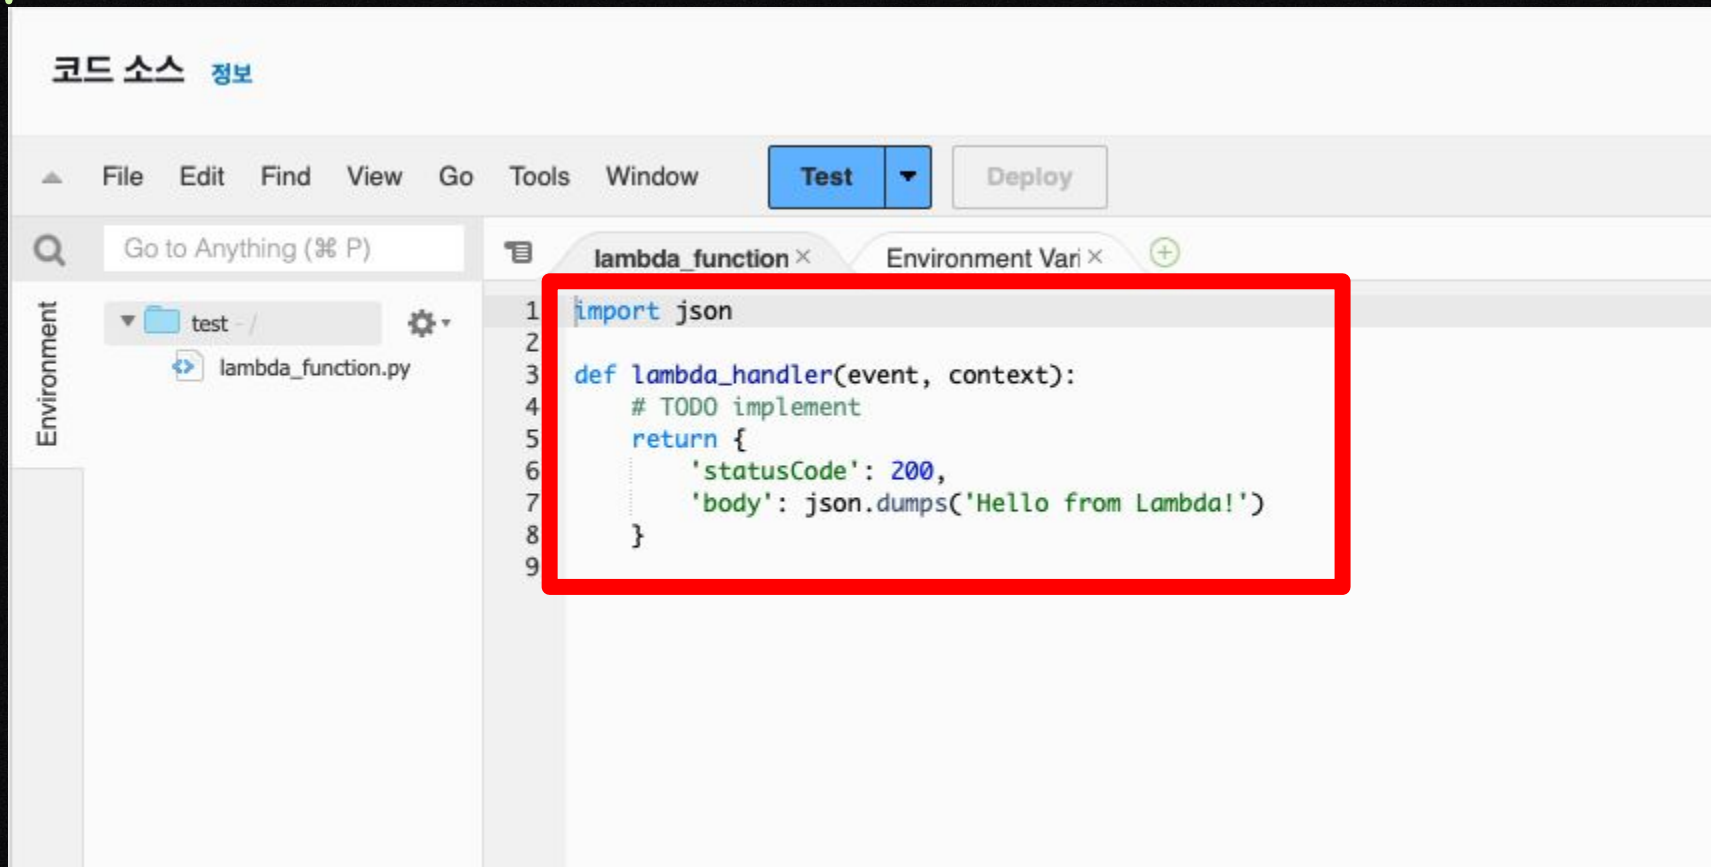 코드 소스 정보
File Edit Find View Go Tools Window Test Deploy
Go to Anything (⌘ P)
lambda_function × Environment Vari ×
Environment
test - /
lambda_function.py
1 import json
2
3 def lambda_handler(event, context):
4     # TODO implement
5     return {
6         'statusCode': 200,
7         'body': json.dumps('Hello from Lambda!')
8     }
9